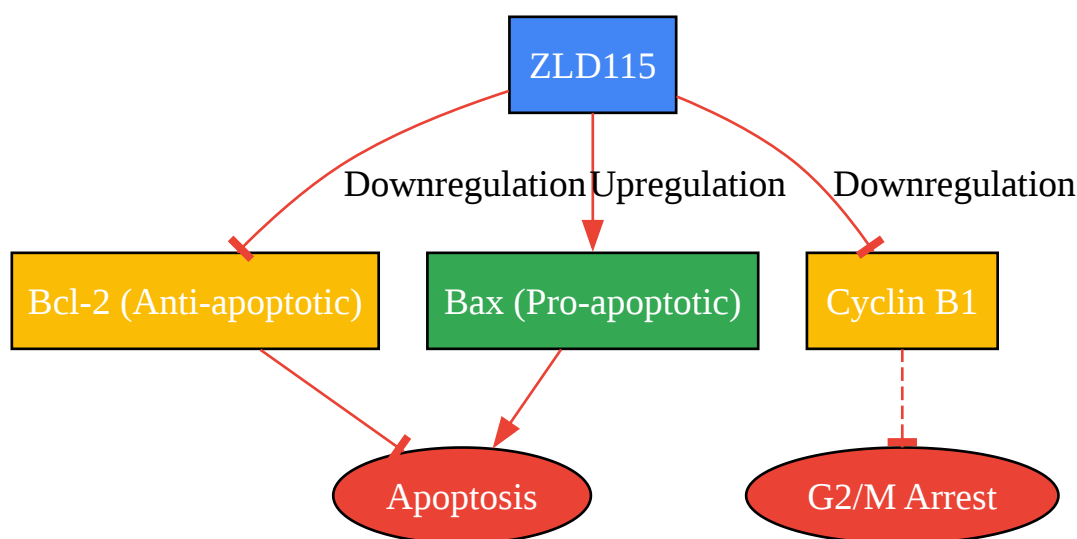 ZLD115
Downregulation
Upregulation
Downregulation
Bcl-2 (Anti-apoptotic)
Bax (Pro-apoptotic)
Cyclin B1
Apoptosis
G2/M Arrest